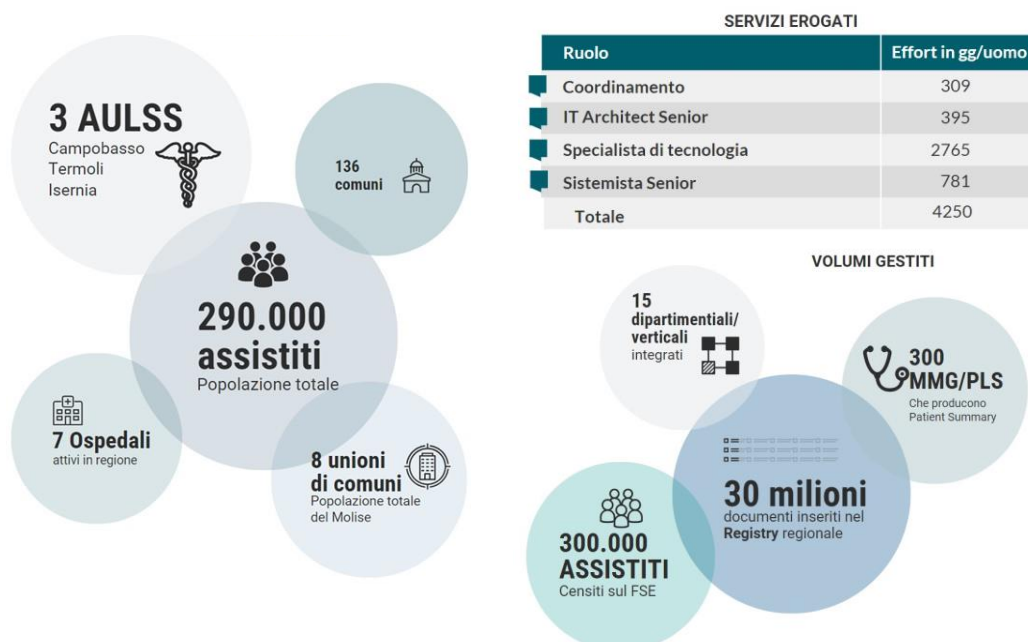 3 AULSS
Campobasso
Termoli
Isernia
136
comuni
290.000
assistiti
Popolazione totale
7 Ospedali
attivi in regione
8 unioni
di comuni
Popolazione totale
del Molise
SERVIZI EROGATI
Ruolo Effort in gg/uomo
Coordinamento 309
IT Architect Senior 395
Specialista di tecnologia 2765
Sistemista Senior 781
Totale 4250
VOLUMI GESTITI
15
dipartimentali/
verticali
integrati
300
MMG/PLS
Che producono
Patient Summary
30 milioni
documenti inseriti nel
Registry regionale
300.000
ASSISTITI
Censiti sul FSE